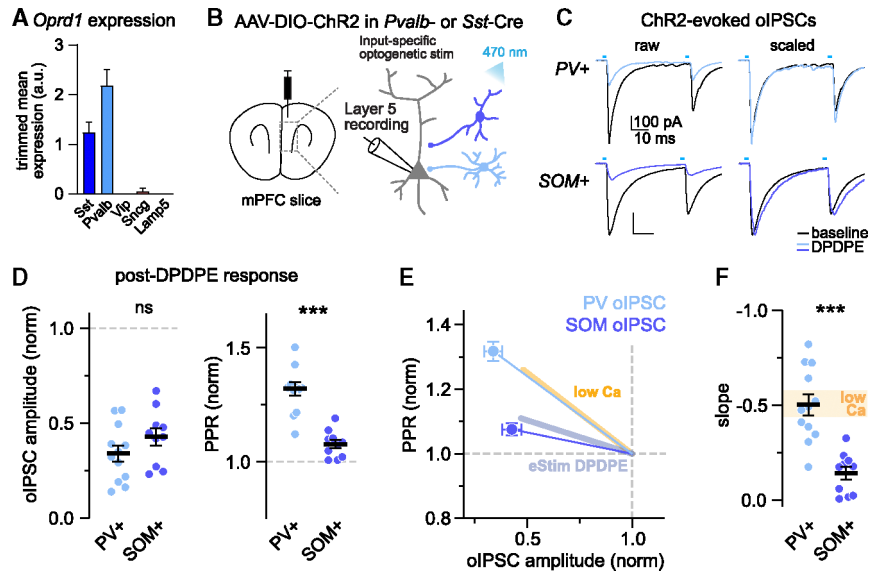 A
Oprd1 expression
trimmed mean
expression (a.u.)
3
2
1
0
Sst
Pvalb
Vip
Sncg
Lamp5
B
AAV-DIO-ChR2 in Pvalb- or Sst-Cre
Input-specific
optogenetic stim
470 nm
Layer 5
recording
mPFC slice
C
ChR2-evoked oIPSCs
raw
scaled
PV+
100 pA
10 ms
SOM+
baseline
DPDPE
D
post-DPDPE response
ns
oIPSC amplitude (norm)
1.0
0.5
0.0
PV+
SOM+
***
PPR (norm)
1.5
1.0
PV+
SOM+
E
PV oIPSC
SOM oIPSC
PPR (norm)
1.4
1.2
1.0
0.8
low Ca
eStim DPDPE
0.5
1.0
oIPSC amplitude (norm)
F
***
slope
-1.0
-0.5
0.0
low
Ca
PV+
SOM+